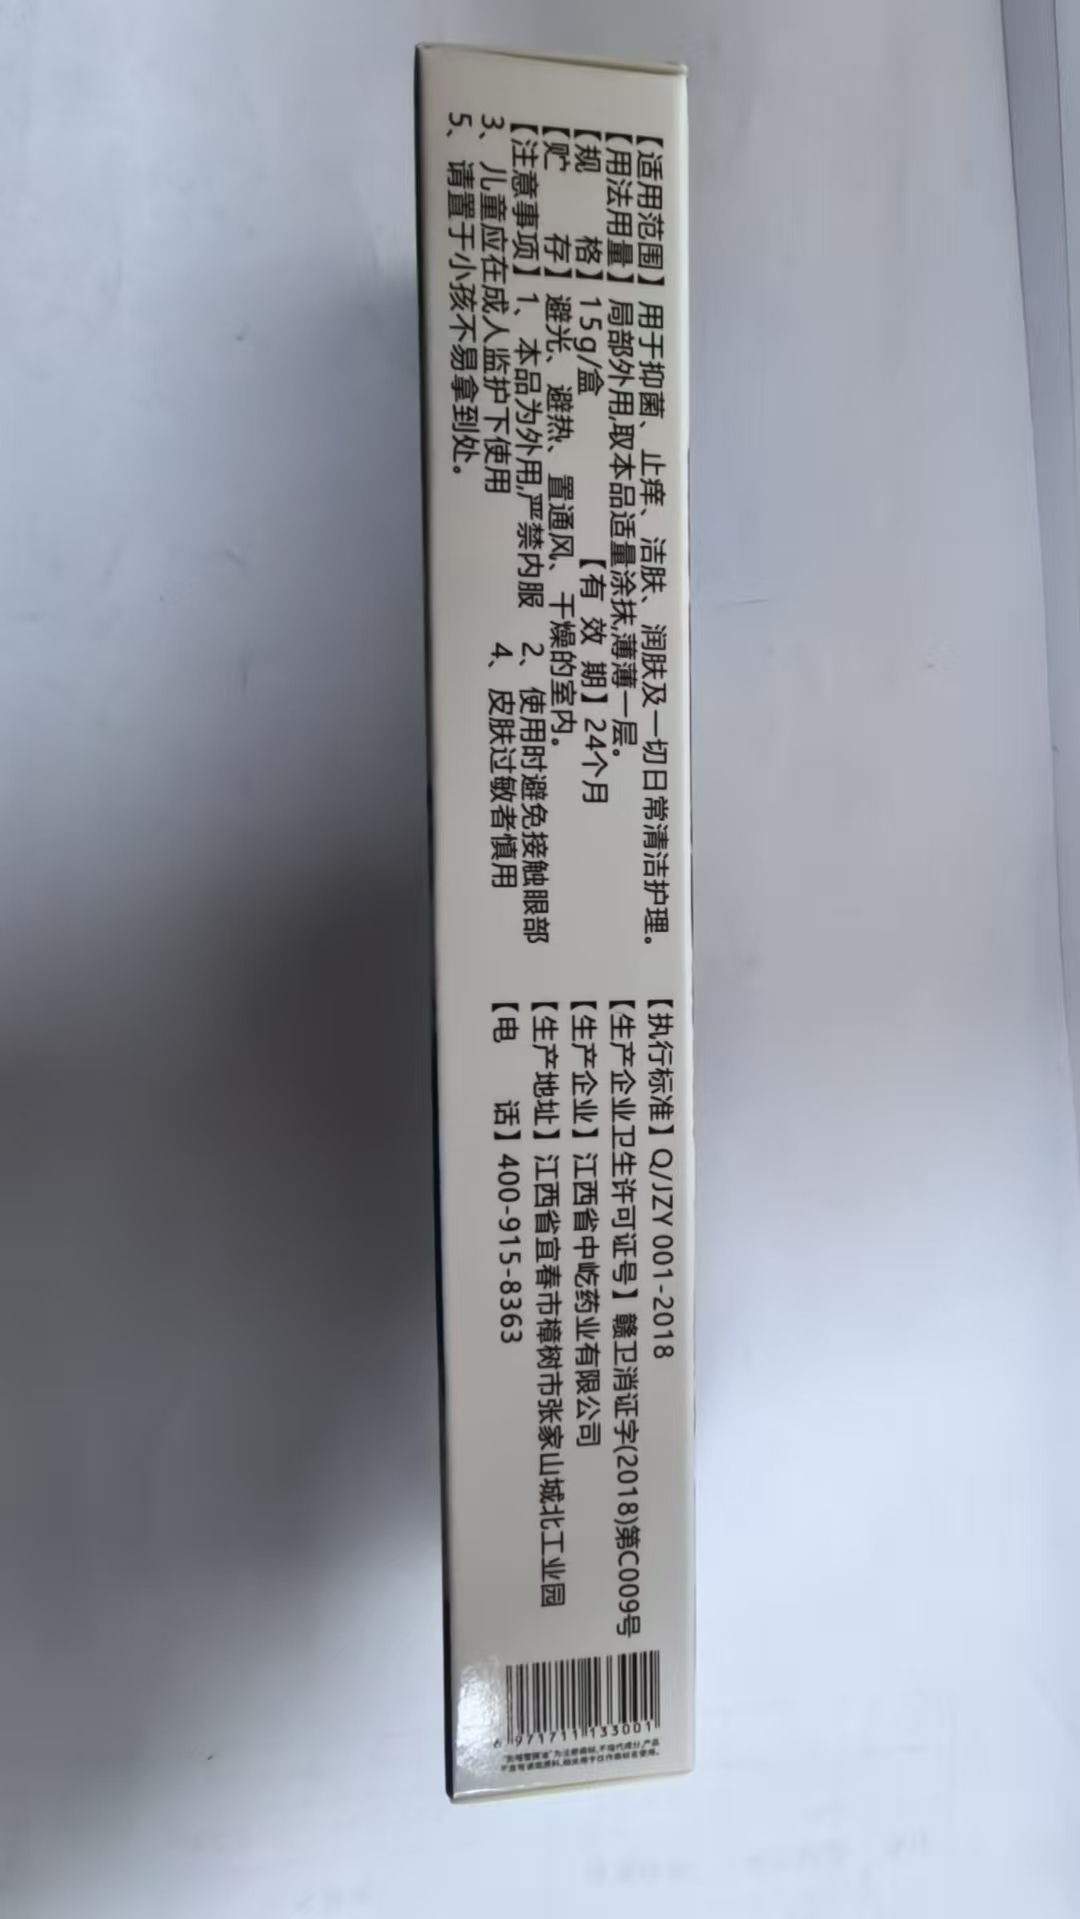 【适用范围】用于抑菌、止痒、洁肤、润肤及一切日常清洁护理。
【用法用量】局部外用,取本品适量涂抹,薄薄一层。
【规 格】15g/盒 【有 效 期】24个月
【贮 存】避光、避热、置通风、干燥的室内。
【注意事项】1、本品为外用,严禁内服 2、使用时避免接触眼部
3、儿童应在成人监护下使用 4、皮肤过敏者慎用
5、请置于小孩不易拿到处。
【执行标准】Q/JZY 001-2018
【生产企业卫生许可证号】赣卫消证字(2018)第C009号
【生产企业】江西省中屹药业有限公司
【生产地址】江西省宜春市樟树市张家山城北工业园
【电 话】400-915-8363
6 971711 133001